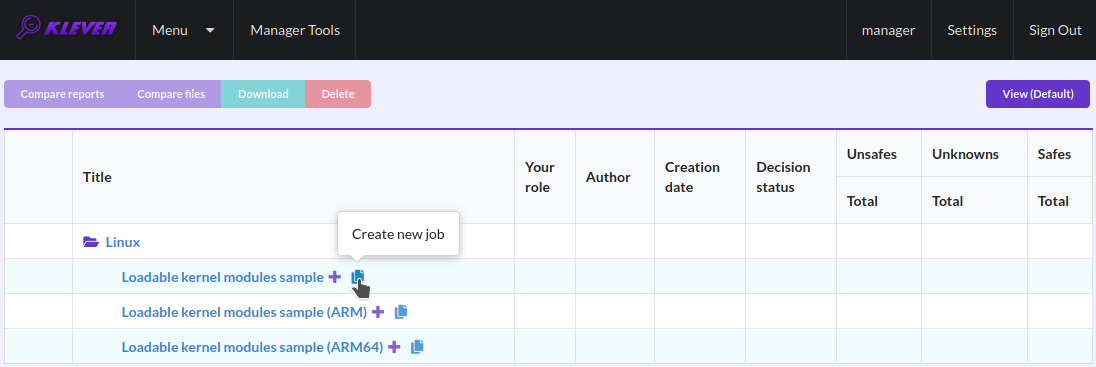 KLEVER Menu Manager Tools manager Settings Sign Out
Compare reports Compare files Download Delete View (Default)
Title Your role Author Creation date Decision status Unsafes Unknowns Safes
Total Total Total
Create new job
Linux
Loadable kernel modules sample
Loadable kernel modules sample (ARM)
Loadable kernel modules sample (ARM64)